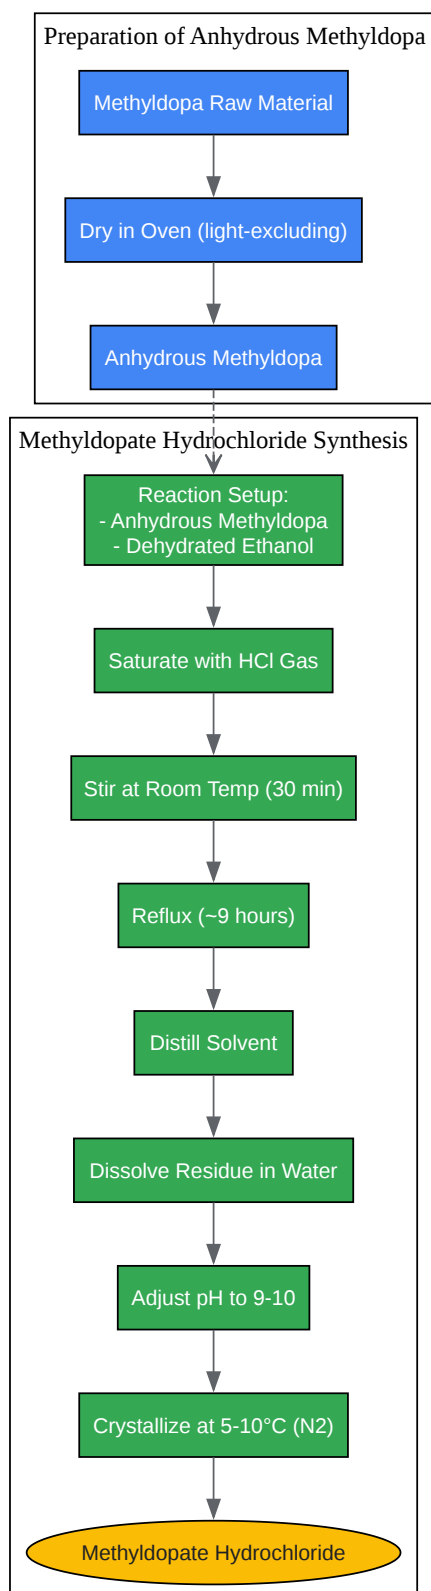 Preparation of Anhydrous Methyldopa
Methyldopa Raw Material
Dry in Oven (light-excluding)
Anhydrous Methyldopa
Methyldopate Hydrochloride Synthesis
Reaction Setup:
- Anhydrous Methyldopa
- Dehydrated Ethanol
Saturate with HCl Gas
Stir at Room Temp (30 min)
Reflux (~9 hours)
Distill Solvent
Dissolve Residue in Water
Adjust pH to 9-10
Crystallize at 5-10°C (N2)
Methyldopate Hydrochloride